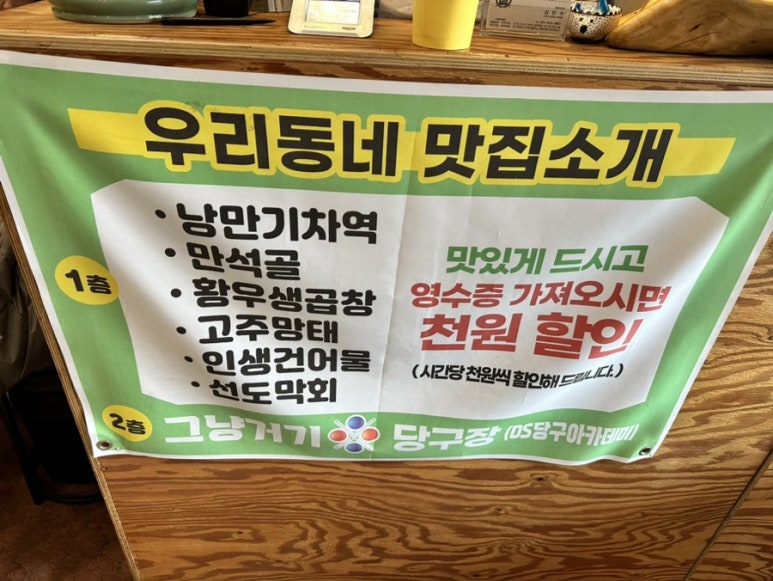 우리동네 맛집소개
1층
• 낭만기차역
• 만석골
• 황우생곱창
• 고주망태
• 인생건어물
• 선도막회
맛있게 드시고
영수증 가져오시면
천원 할인
( 시간당 천원씩 할인해 드립니다. )
2층 그냥거기 당구장 (DS당구아카데미)